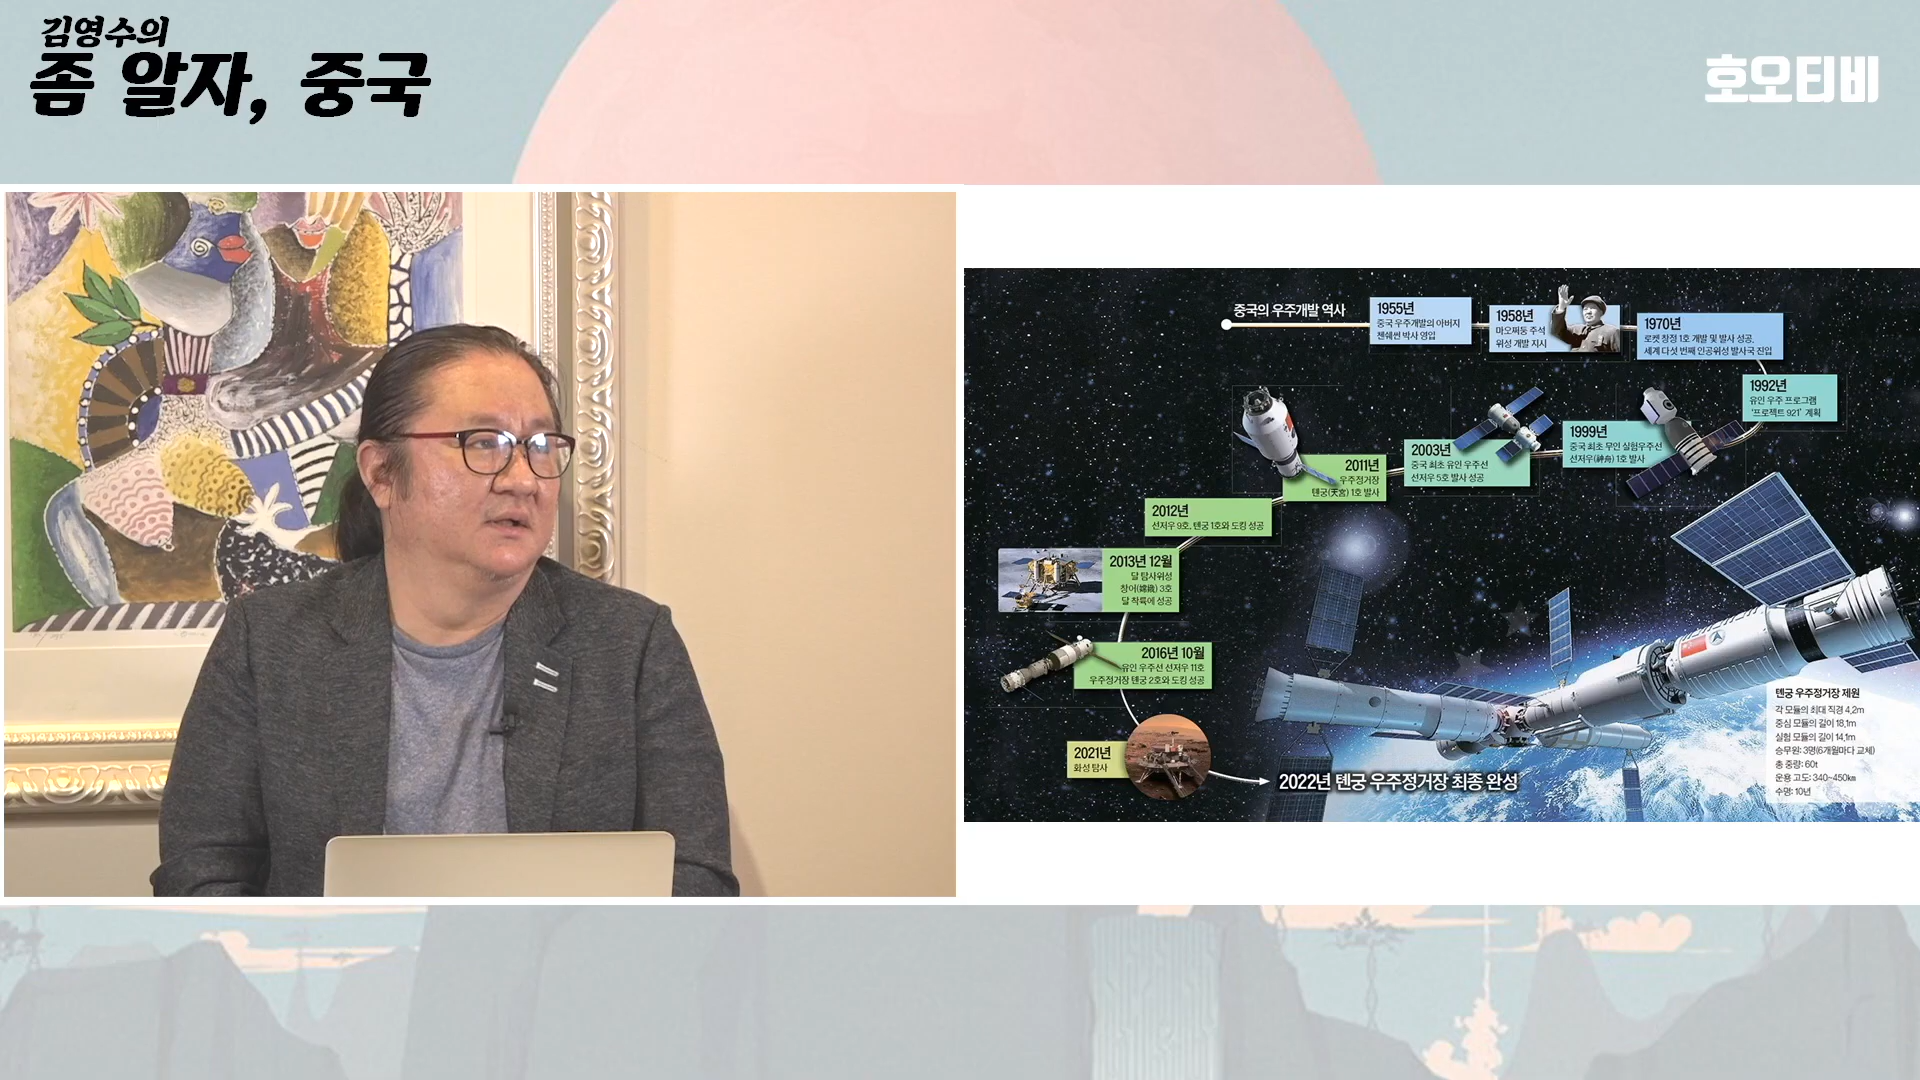 김영수의
좀 알자, 중국
호오티비
중국의 우주개발 역사
1955년
중국 우주개발의 아버지
첸쉐썬 박사 영입
1958년
마오쩌둥 주석
위성 개발 지시
1970년
로켓 창정 1호 개발 및 발사 성공,
세계 다섯 번째 인공위성 발사국 진입
1992년
유인 우주 프로그램
‘프로젝트 921’ 계획
1999년
중국 최초 무인 실험우주선
선저우(神舟) 1호 발사
2003년
중국 최초 유인 우주선
선저우 5호 발사 성공
2011년
우주정거장
톈궁(天宮) 1호 발사
2012년
선저우 9호, 톈궁 1호와 도킹 성공
2013년 12월
달 탐사위성
창어(嫦娥) 3호
달 착륙에 성공
2016년 10월
유인 우주선 선저우 11호
우주정거장 톈궁 2호와 도킹 성공
2021년
화성 탐사
2022년 톈궁 우주정거장 최종 완성
톈궁 우주정거장 제원
각 모듈의 최대 직경 4.2m
중심 모듈의 길이 18.1m
실험 모듈의 길이 14.1m
승무원: 3명(6개월마다 교체)
총 중량: 60t
운용 고도: 340~450㎞
수명: 10년